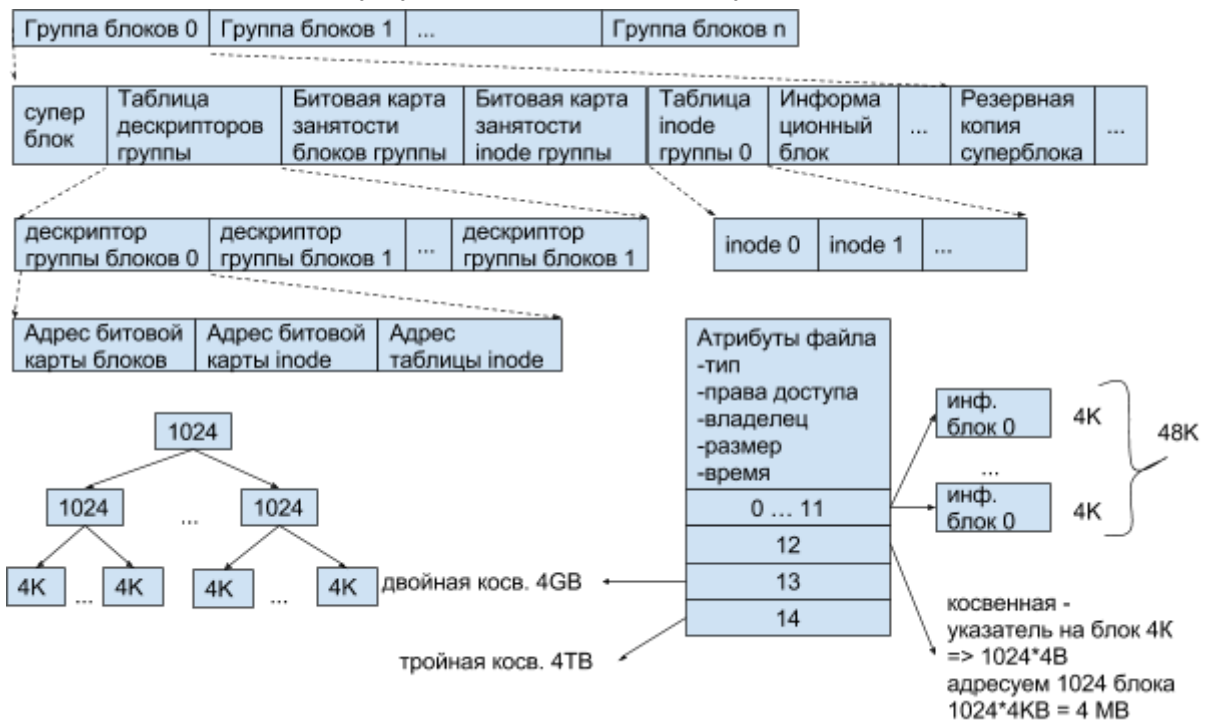 Группа блоков 0
Группа блоков 1
...
Группа блоков n
супер
блок
Таблица
дескрипторов
группы
Битовая карта
занятости
блоков группы
Битовая карта
занятости
inode группы
Таблица
inode
группы 0
Информа
ционный
блок
...
Резервная
копия
суперблока
...
дескриптор
группы блоков 0
дескриптор
группы блоков 1
...
дескриптор
группы блоков 1
inode 0
inode 1
...
Адрес битовой
карты блоков
Адрес битовой
карты inode
Адрес
таблицы inode
1024
1024
...
1024
4K
...
4K
4K
...
4K
двойная косв. 4GB
тройная косв. 4TB
Атрибуты файла
-тип
-права доступа
-владелец
-размер
-время
0 ... 11
12
13
14
инф.
блок 0
4K
...
инф.
блок 0
4K
48K
косвенная -
указатель на блок 4К
=> 1024*4B
адресуем 1024 блока
1024*4KB = 4 MB